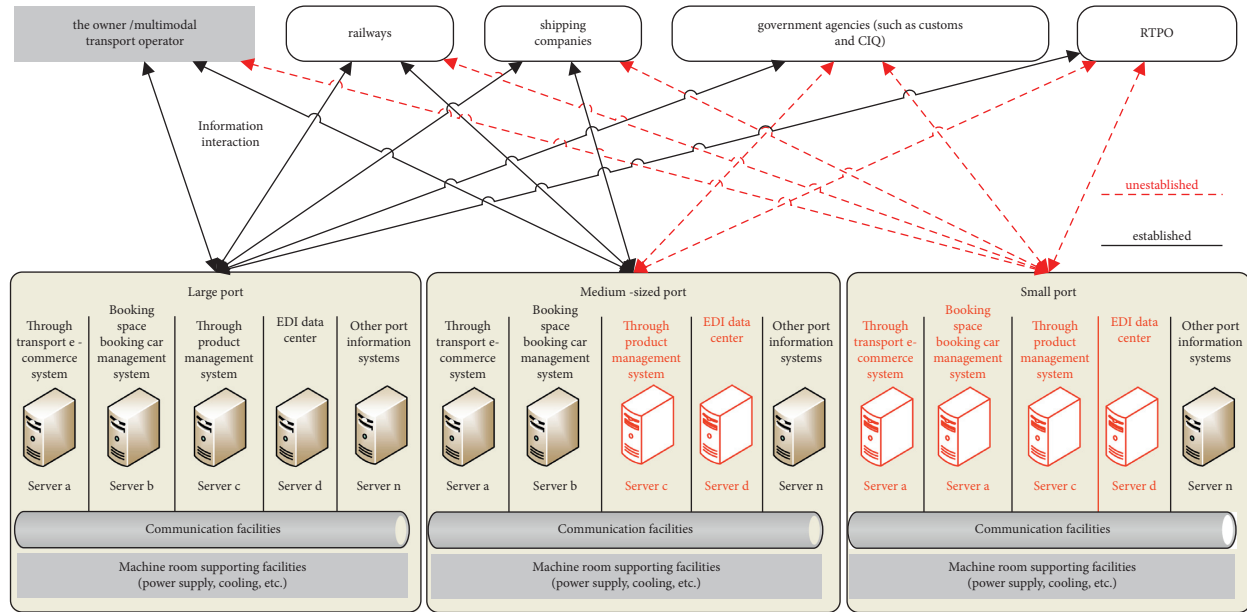 the owner /multimodal
transport operator
railways
shipping
companies
government agencies (such as customs
and CIQ)
RTPO
Information
interaction
unestablished
established
Large port
Through
transport e -
commerce
system
Booking
space
booking car
management
system
Through
product
management
system
EDI data
center
Other port
information
systems
Server a
Server b
Server c
Server d
Server n
Communication facilities
Machine room supporting facilities
(power supply, cooling, etc.)
Medium -sized port
Through
transport e-
commerce
system
Booking
space
booking car
management
system
Through
product
management
system
EDI data
center
Other port
information
systems
Server a
Server b
Server c
Server d
Server n
Communication facilities
Machine room supporting facilities
(power supply, cooling, etc.)
Small port
Through
transport e-
commerce
system
Booking
space
booking car
management
system
Through
product
management
system
EDI data
center
Other port
information
systems
Server a
Server a
Server c
Server d
Server n
Communication facilities
Machine room supporting facilities
(power supply, cooling, etc.)